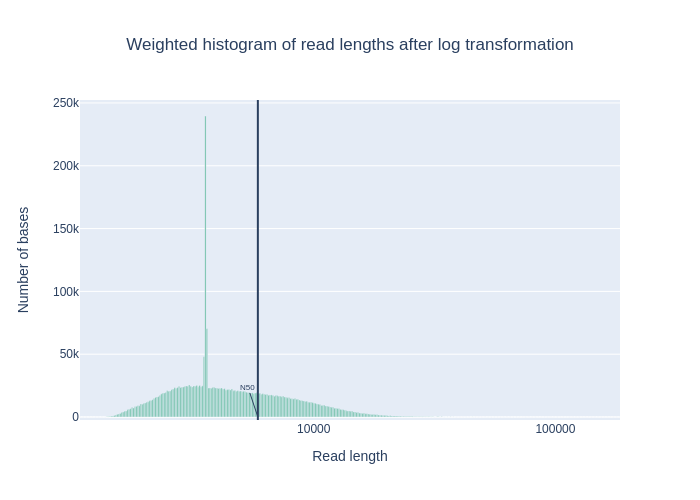 Weighted histogram of read lengths after log transformation
250k
200k
150k
100k
50k
0
Number of bases
N50
10000
100000
Read length